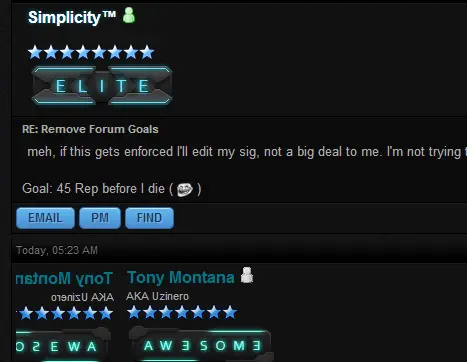 Simplicity™
ELITE
RE: Remove Forum Goals
meh, if this gets enforced I'll edit my sig, not a big deal to me. I'm not trying
Goal: 45 Rep before I die ( )
EMAIL PM FIND
Today, 05:23 AM
Tony Montan
AKA Uzinero
AWESO
Tony Montana
AKA Uzinero
AWESOME